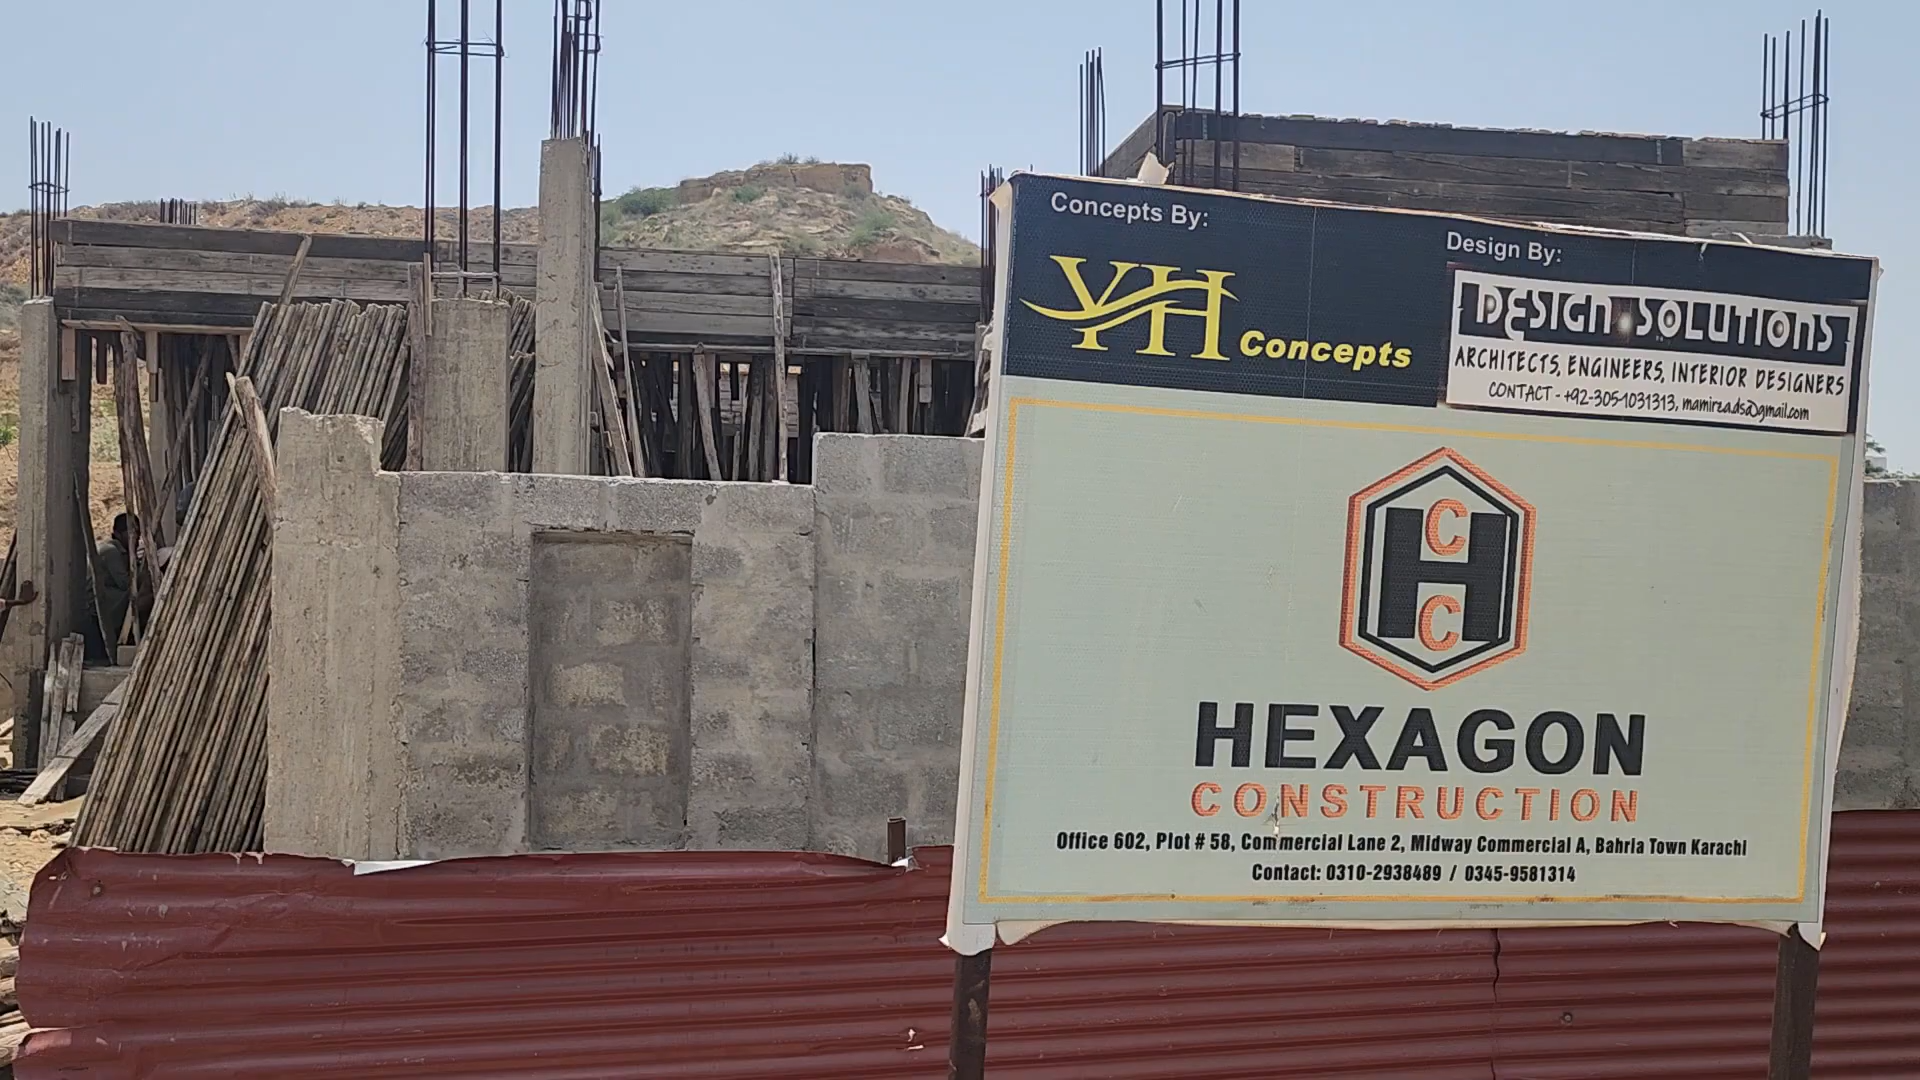 Concepts By:
YH Concepts
Design By:
DESIGN SOLUTIONS
ARCHITECTS, ENGINEERS, INTERIOR DESIGNERS
CONTACT - +92-305-1031313, mamirza.ds@gmail.com
C
H
C
HEXAGON
CONSTRUCTION
Office 602, Plot # 58, Commercial Lane 2, Midway Commercial A, Bahria Town Karachi
Contact: 0310-2938489 / 0345-9581314